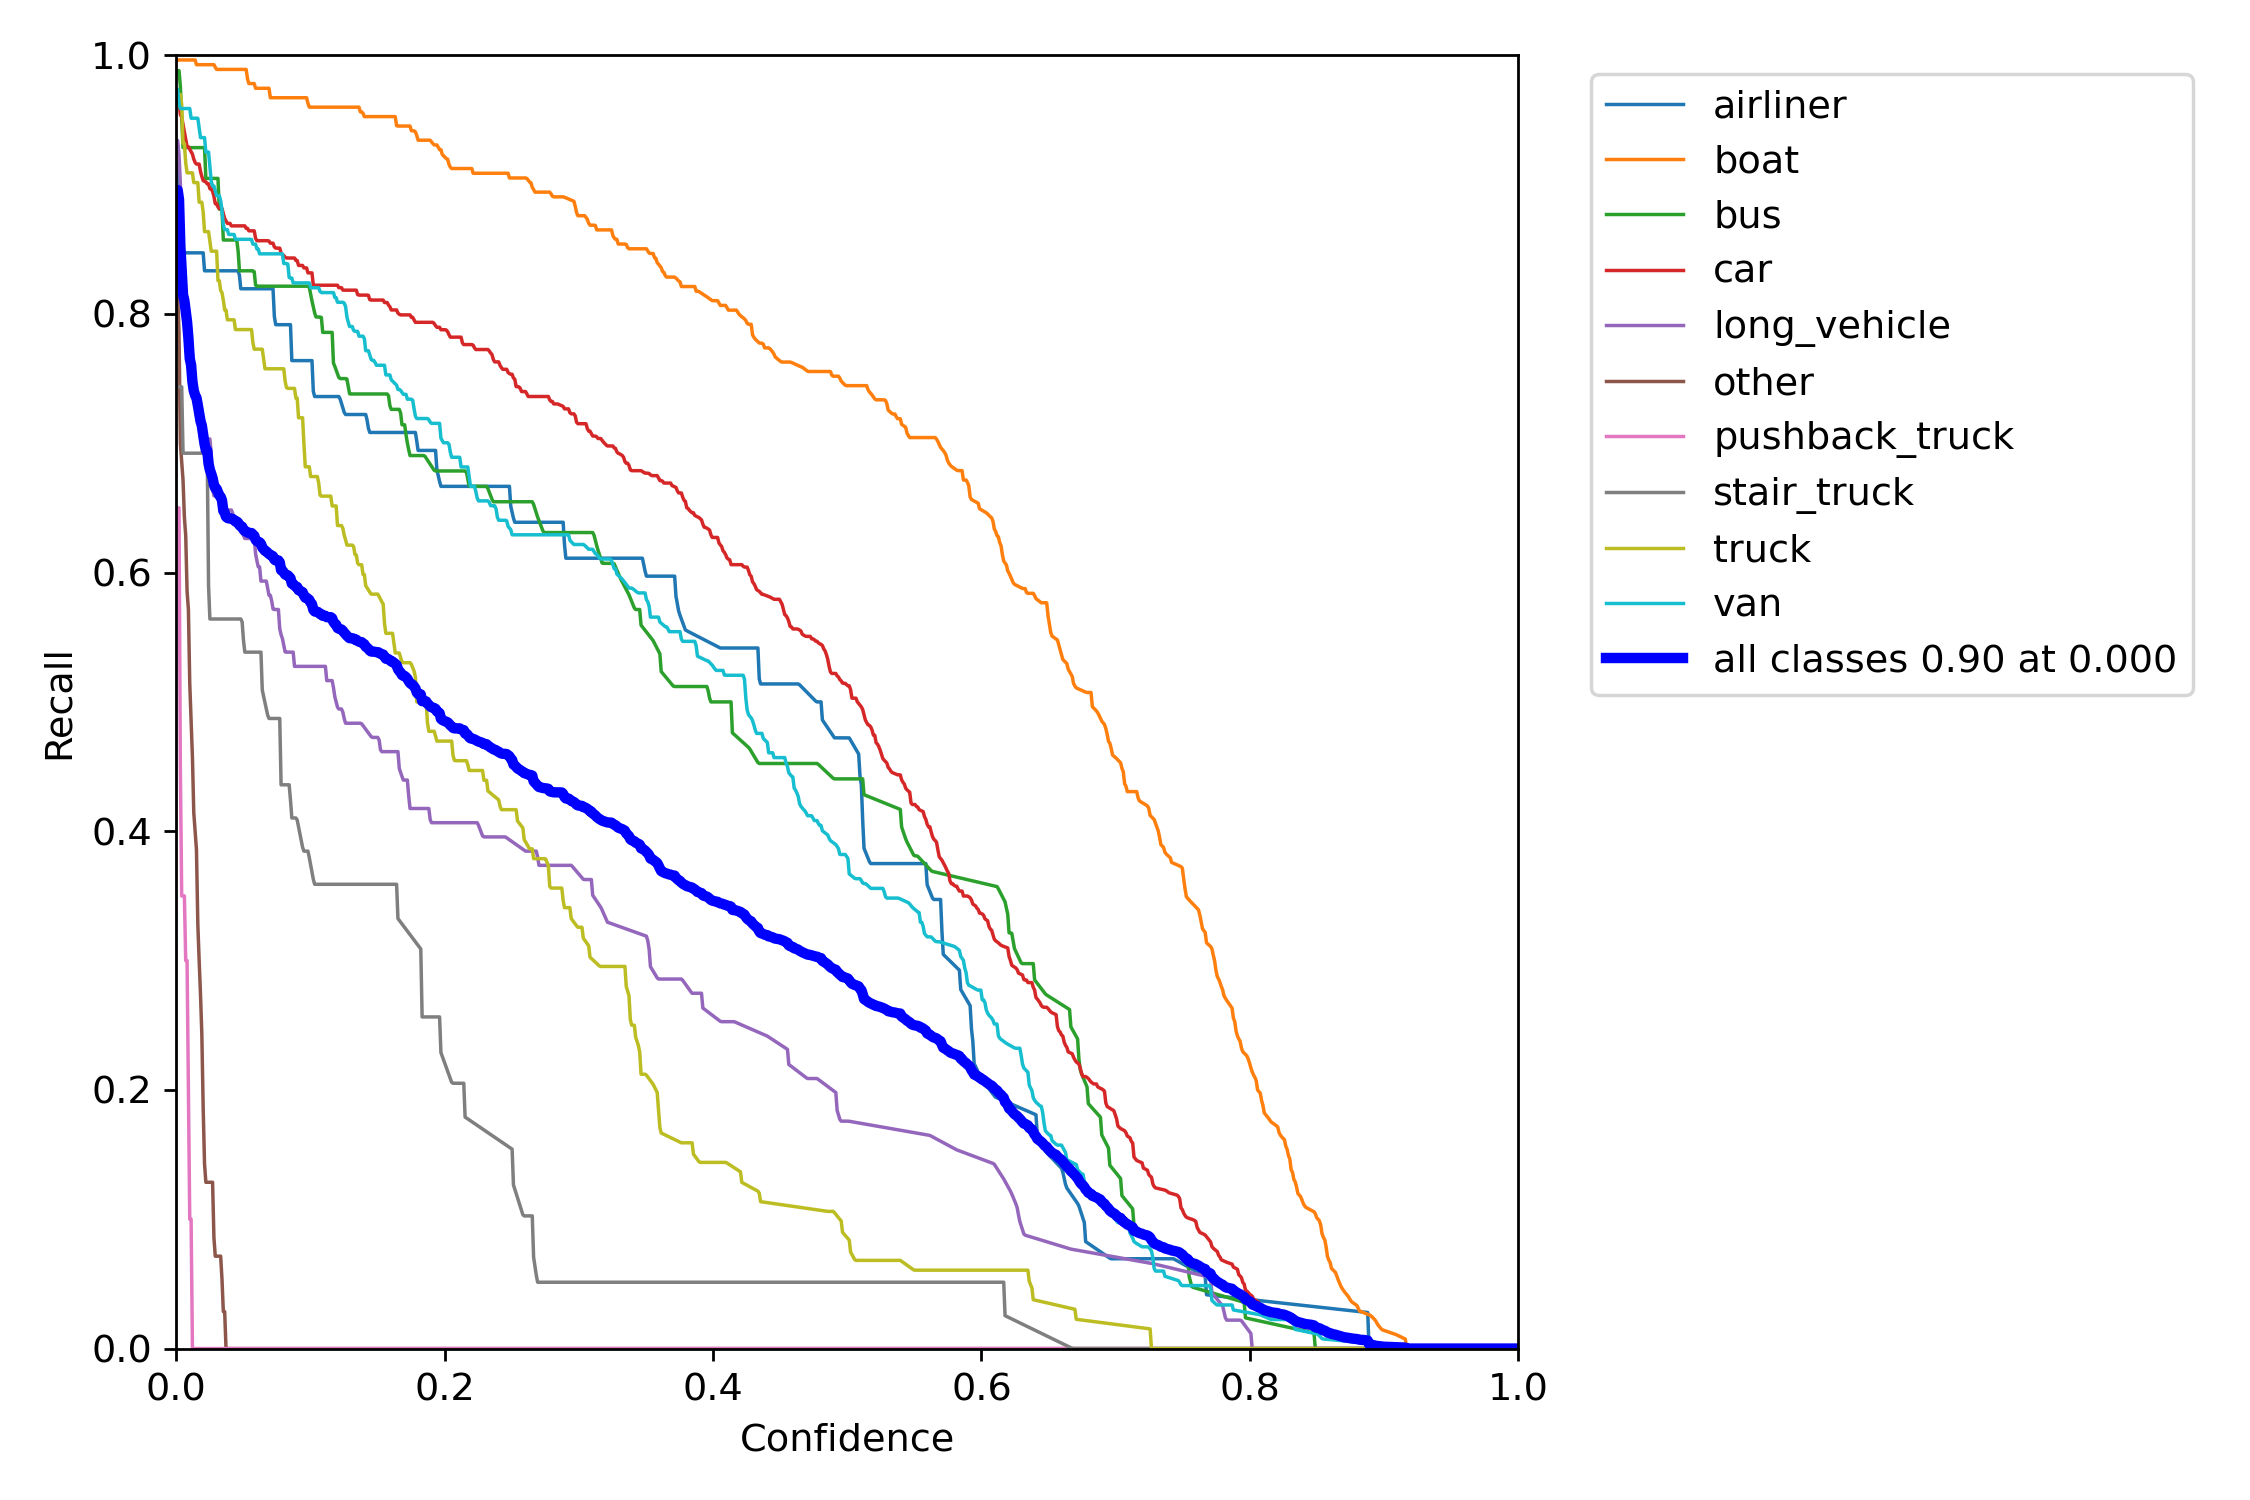 1.0
0.8
0.6
0.4
0.2
0.0
Recall
0.0 0.2 0.4 0.6 0.8 1.0
Confidence
airliner
boat
bus
car
long_vehicle
other
pushback_truck
stair_truck
truck
van
all classes 0.90 at 0.000